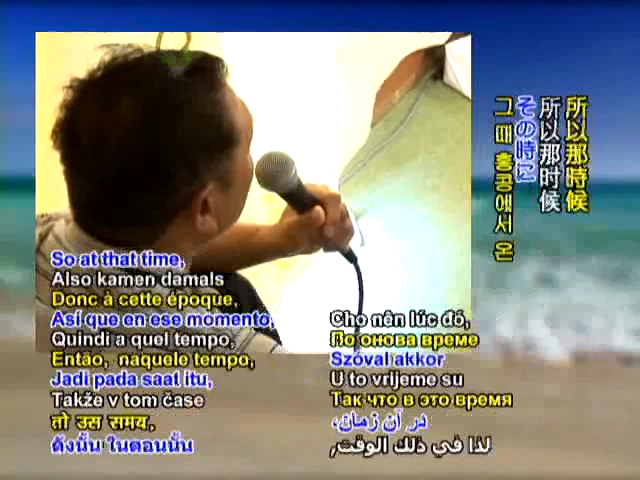 So at that time,
Also kamen damals
Donc à cette époque,
Así que en ese momento,
Quindi a quel tempo,
Então, naquele tempo,
Jadi pada saat itu,
Takže v tom čase
तो उस समय,
ดังนั้น ในตอนนั้น
Cho nên lúc đó,
По онова време
Szóval akkor
U to vrijeme su
Так что в это время
در آن زمان،
لذا في ذلك الوقت,
所以那時候
所以那时候
その時に
그 때 홍콩에서 온